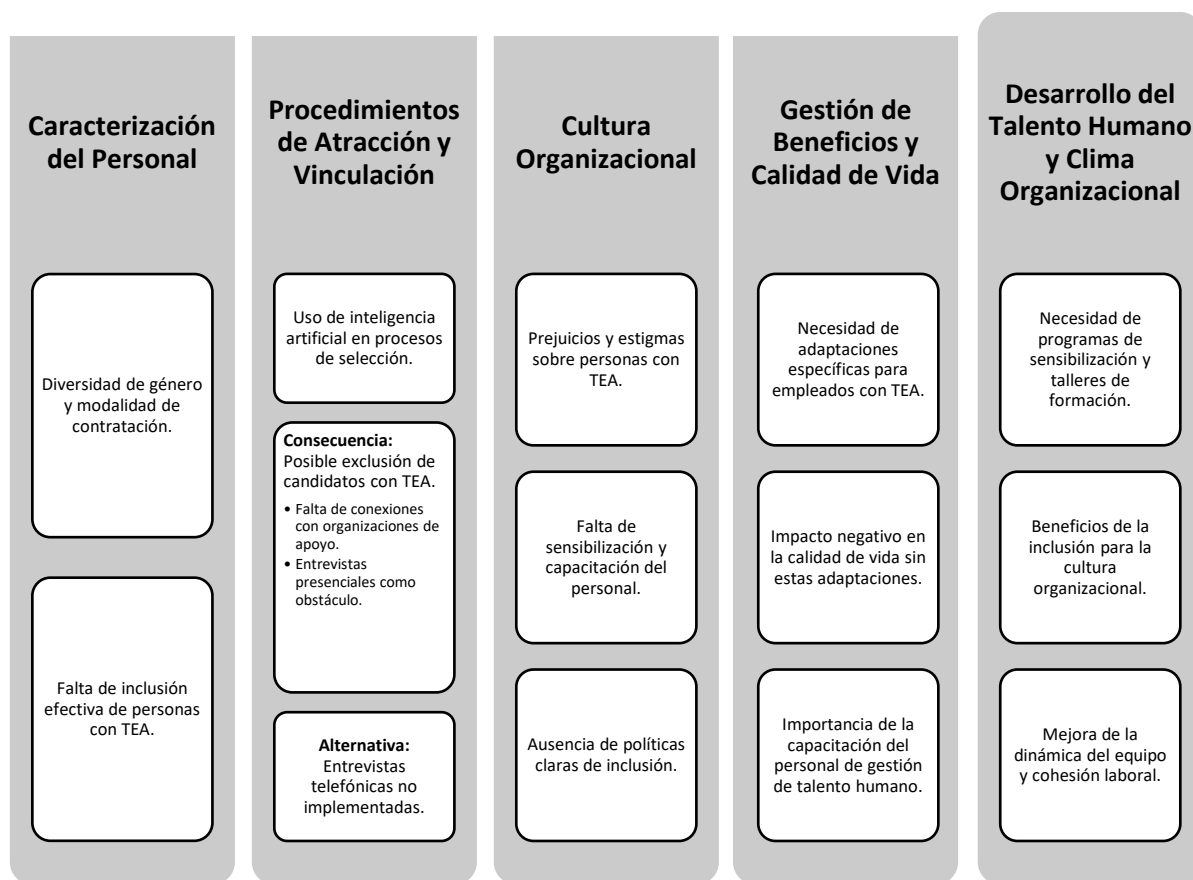 Caracterización
del Personal
Diversidad de género
y modalidad de
contratación.
Falta de inclusión
efectiva de personas
con TEA.
Procedimientos
de Atracción y
Vinculación
Uso de inteligencia
artificial en procesos
de selección.
Consecuencia:
Posible exclusión de
candidatos con TEA.
• Falta de conexiones
con organizaciones de
apoyo.
• Entrevistas
presenciales como
obstáculo.
Alternativa:
Entrevistas
telefónicas no
implementadas.
Cultura
Organizacional
Prejuicios y estigmas
sobre personas con
TEA.
Falta de
sensibilización y
capacitación del
personal.
Ausencia de políticas
claras de inclusión.
Gestión de
Beneficios y
Calidad de Vida
Necesidad de
adaptaciones
específicas para
empleados con TEA.
Impacto negativo en
la calidad de vida sin
estas adaptaciones.
Importancia de la
capacitación del
personal de gestión
de talento humano.
Desarrollo del
Talento Humano
y Clima
Organizacional
Necesidad de
programas de
sensibilización y
talleres de
formación.
Beneficios de la
inclusión para la
cultura
organizacional.
Mejora de la
dinámica del equipo
y cohesión laboral.